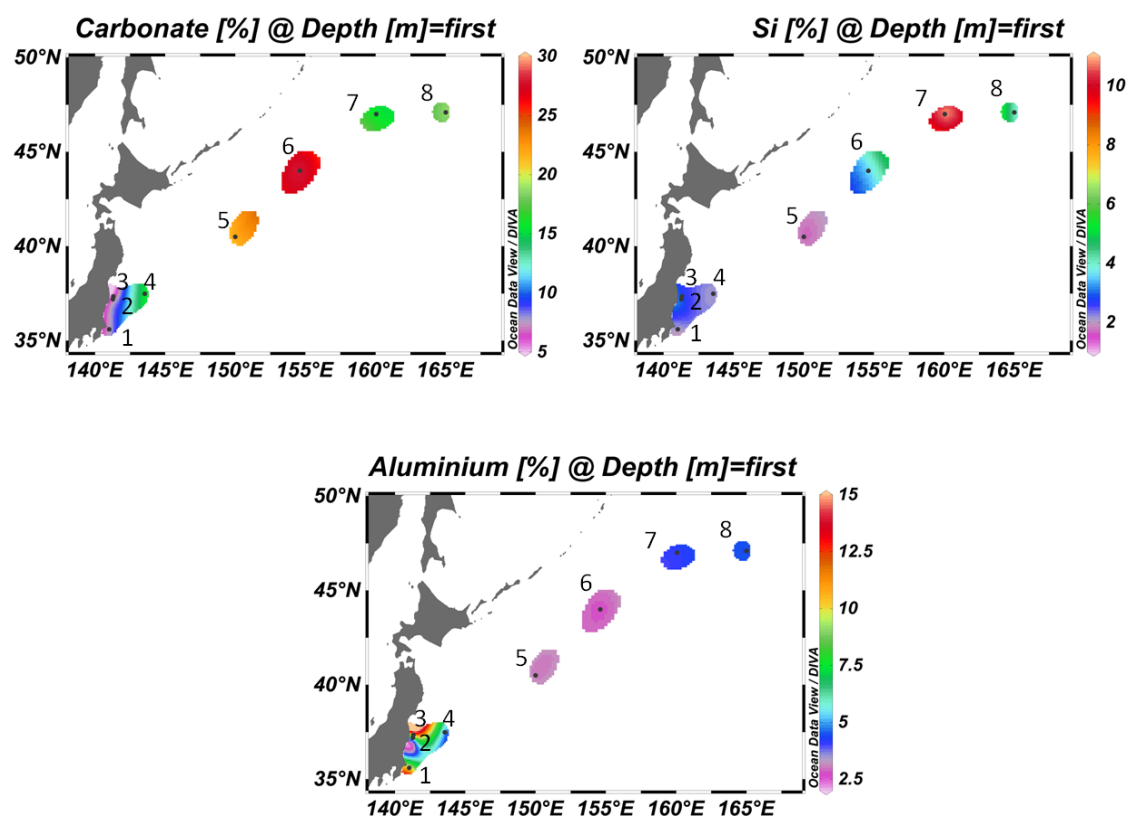 Carbonate [%] @ Depth [m]=first
50°N
45°N
40°N
35°N
140°E 145°E 150°E 155°E 160°E 165°E
1
2
3
4
5
6
7
8
30
25
20
15
10
5
Ocean Data View / DIVA
Si [%] @ Depth [m]=first
50°N
45°N
40°N
35°N
140°E 145°E 150°E 155°E 160°E 165°E
1
2
3
4
5
6
7
8
10
8
6
4
2
Ocean Data View / DIVA
Aluminium [%] @ Depth [m]=first
50°N
45°N
40°N
35°N
140°E 145°E 150°E 155°E 160°E 165°E
1
2
3
4
5
6
7
8
15
12.5
10
7.5
5
2.5
Ocean Data View / DIVA